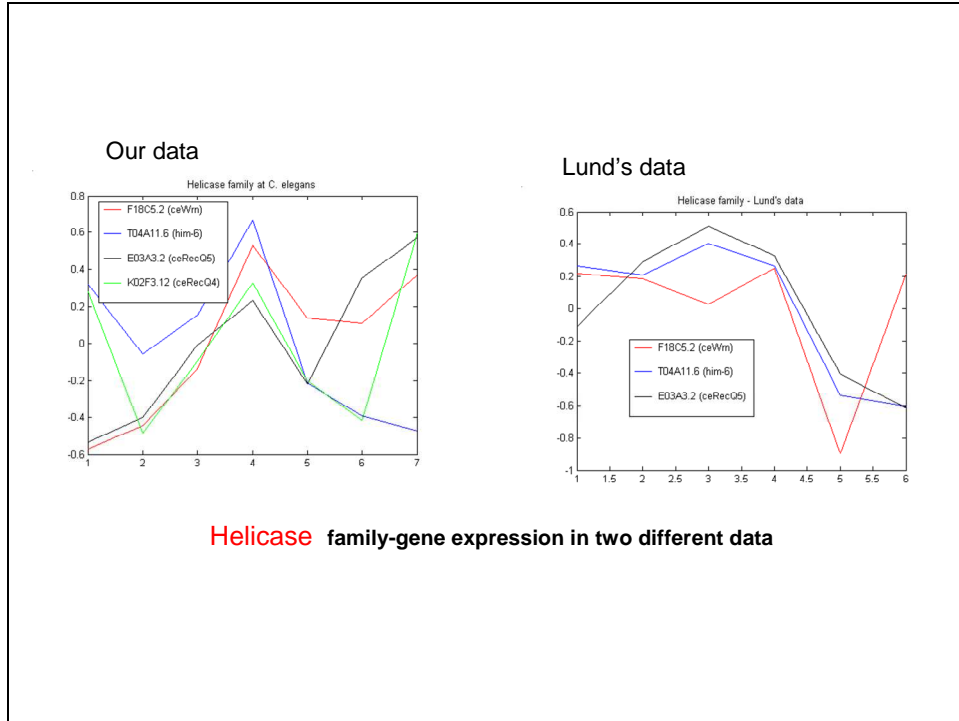 Our data
Helicase family at C. elegans
0.8
0.6
0.4
0.2
0
-0.2
-0.4
-0.6
F18C5.2 (ceWrn)
T04A11.6 (him-6)
E03A3.2 (ceRecQ5)
K02F3.12 (ceRecQ4)
1 2 3 4 5 6 7
Lund's data
Helicase family - Lund's data
0.6
0.4
0.2
0
-0.2
-0.4
-0.6
-0.8
-1
F18C5.2 (ceWrn)
T04A11.6 (him-6)
E03A3.2 (ceRecQ5)
1 1.5 2 2.5 3 3.5 4 4.5 5 5.5 6
Helicase family-gene expression in two different data